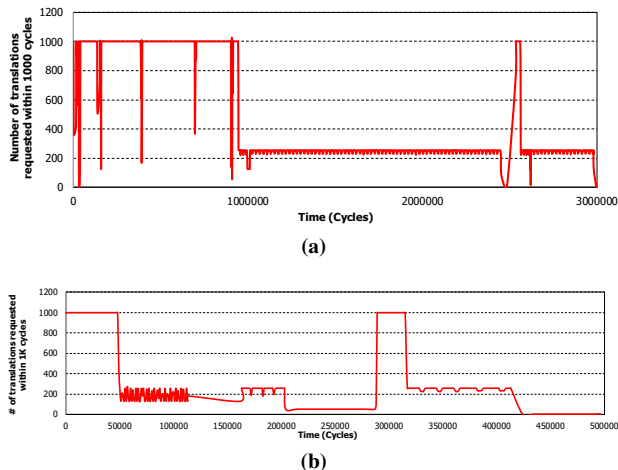 Number of translations
requested within 1000 cycles
1200
1000
800
600
400
200
0
0 1000000 2000000 3000000
Time (Cycles)
(a)
# of translations requested
within 1K cycles
1200
1000
800
600
400
200
0
0 50000 100000 150000 200000 250000 300000 350000 400000 450000 500000
Time (Cycles)
(b)